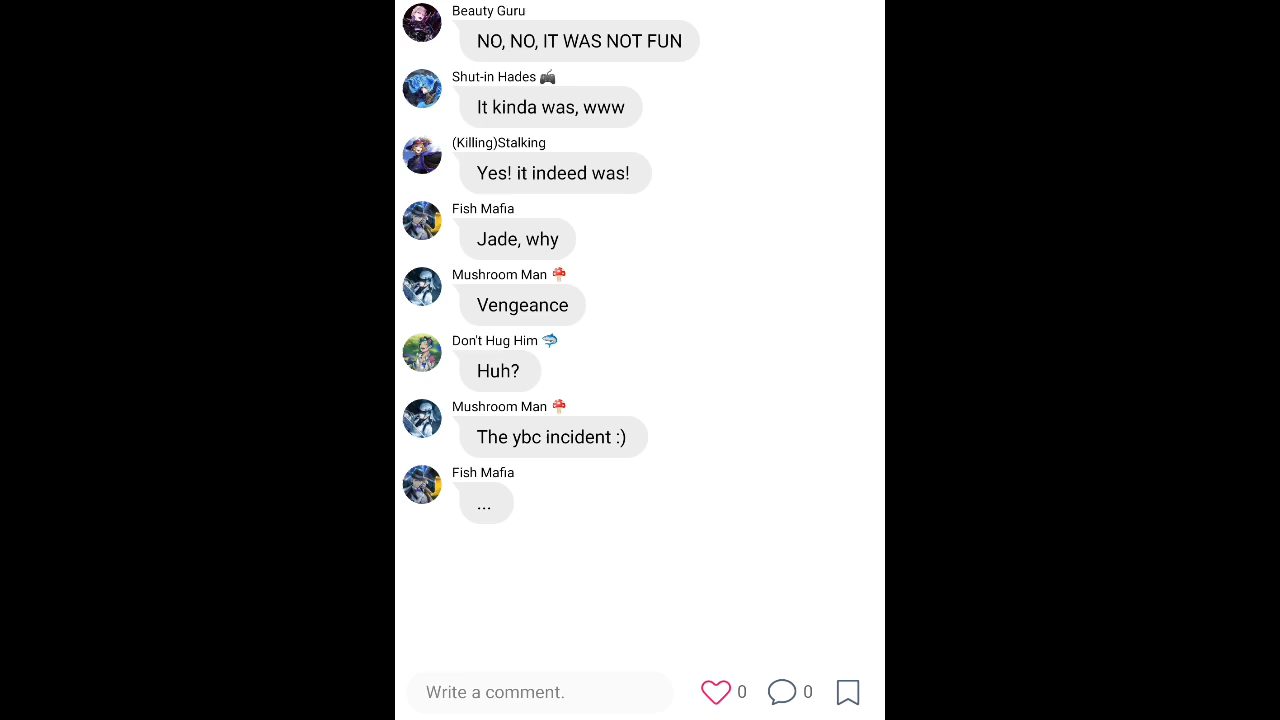 Beauty Guru
NO, NO, IT WAS NOT FUN
Shut-in Hades 🎮
It kinda was, www
(Killing)Stalking
Yes! it indeed was!
Fish Mafia
Jade, why
Mushroom Man 🍄
Vengeance
Don't Hug Him 🦈
Huh?
Mushroom Man 🍄
The ybc incident :)
Fish Mafia
...
Write a comment.
0
0